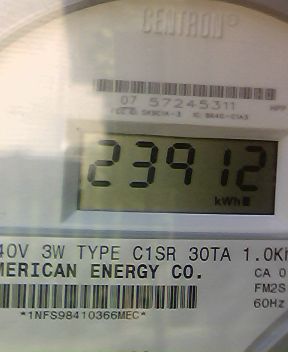 CENTRON®
07 57245311
23912
kWh
40V 3W TYPE C1SR 30TA 1.0Kh
MERICAN ENERGY CO.
CA 0
FM2S
60Hz
*1NFS98410366MEC*